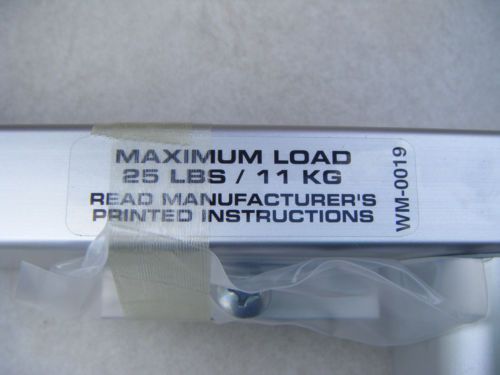 MAXIMUM LOAD
25 LBS / 11 KG
READ MANUFACTURER'S
PRINTED INSTRUCTIONS
WM-0019